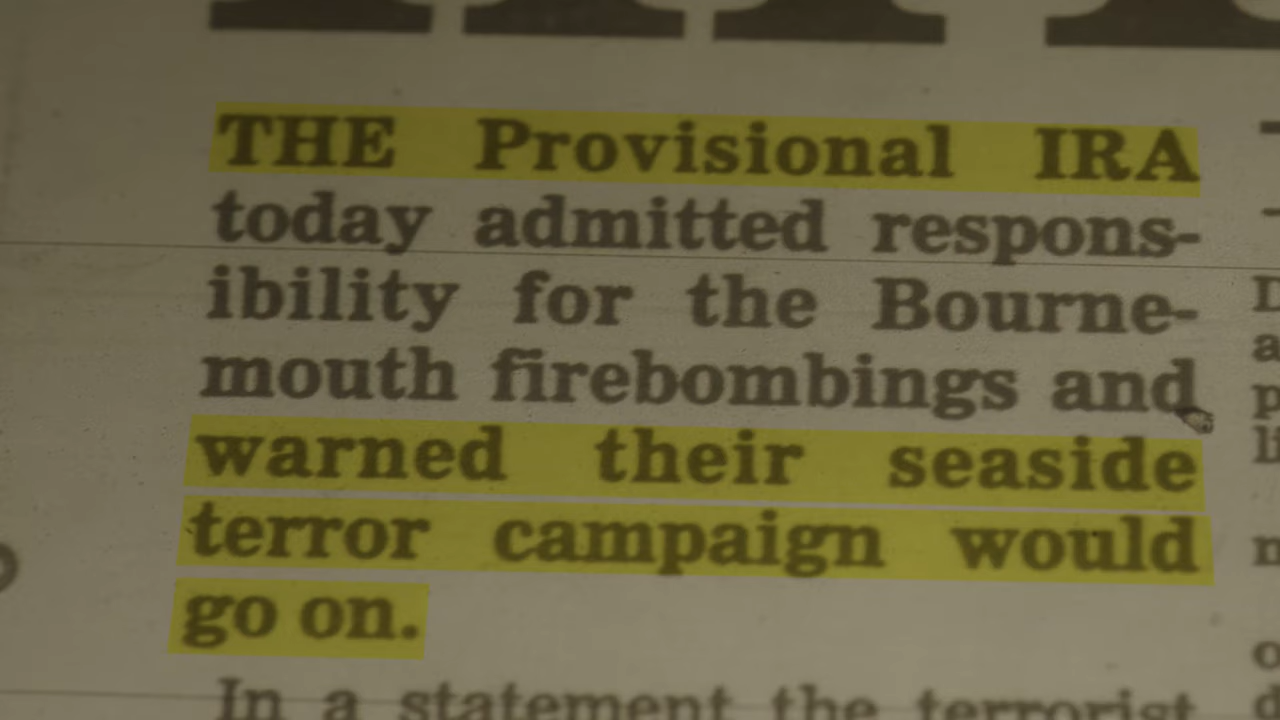 THE Provisional IRA
today admitted respons-
ibility for the Bourne-
mouth firebombings and
warned their seaside
terror campaign would
go on.
In a statement the terrorist